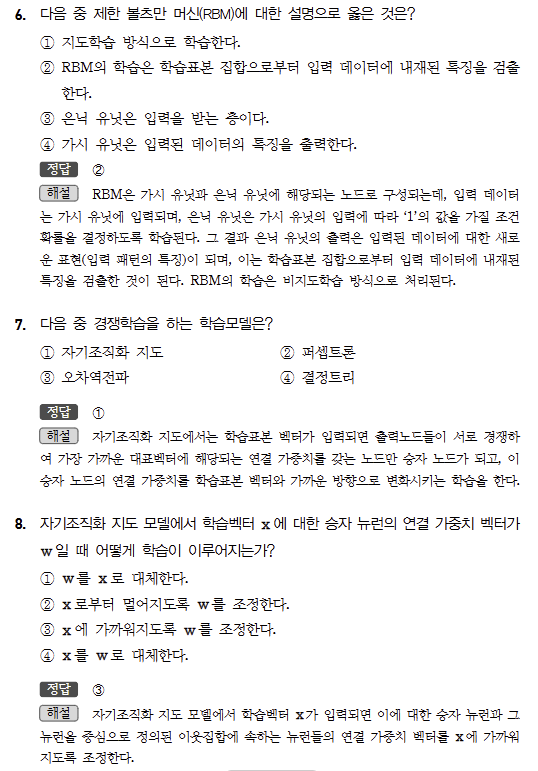 6. 다음 중 제한 볼츠만 머신(RBM)에 대한 설명으로 옳은 것은?
① 지도학습 방식으로 학습한다.
② RBM의 학습은 학습표본 집합으로부터 입력 데이터에 내재된 특징을 검출
한다.
③ 은닉 유닛은 입력을 받는 층이다.
④ 가시 유닛은 입력된 데이터의 특징을 출력한다.
정답 ②
해설 RBM은 가시 유닛과 은닉 유닛에 해당되는 노드로 구성되는데, 입력 데이터
는 가시 유닛에 입력되며, 은닉 유닛은 가시 유닛의 입력에 따라 ‘1’의 값을 가질 조건
확률을 결정하도록 학습된다. 그 결과 은닉 유닛의 출력은 입력된 데이터에 대한 새로
운 표현(입력 패턴의 특징)이 되며, 이는 학습표본 집합으로부터 입력 데이터에 내재된
특징을 검출한 것이 된다. RBM의 학습은 비지도학습 방식으로 처리된다.
7. 다음 중 경쟁학습을 하는 학습모델은?
① 자기조직화 지도 ② 퍼셉트론
③ 오차역전파 ④ 결정트리
정답 ①
해설 자기조직화 지도에서는 학습표본 벡터가 입력되면 출력노드들이 서로 경쟁하
여 가장 가까운 대표벡터에 해당되는 연결 가중치를 갖는 노드만 승자 노드가 되고, 이
승자 노드의 연결 가중치를 학습표본 벡터와 가까운 방향으로 변화시키는 학습을 한다.
8. 자기조직화 지도 모델에서 학습벡터 x에 대한 승자 뉴런의 연결 가중치 벡터가
w일 때 어떻게 학습이 이루어지는가?
① w를 x로 대체한다.
② x로부터 멀어지도록 w를 조정한다.
③ x에 가까워지도록 w를 조정한다.
④ x를 w로 대체한다.
정답 ③
해설 자기조직화 지도 모델에서 학습벡터 x가 입력되면 이에 대한 승자 뉴런과 그
뉴런을 중심으로 정의된 이웃집합에 속하는 뉴런들의 연결 가중치 벡터를 x에 가까워
지도록 조정한다.